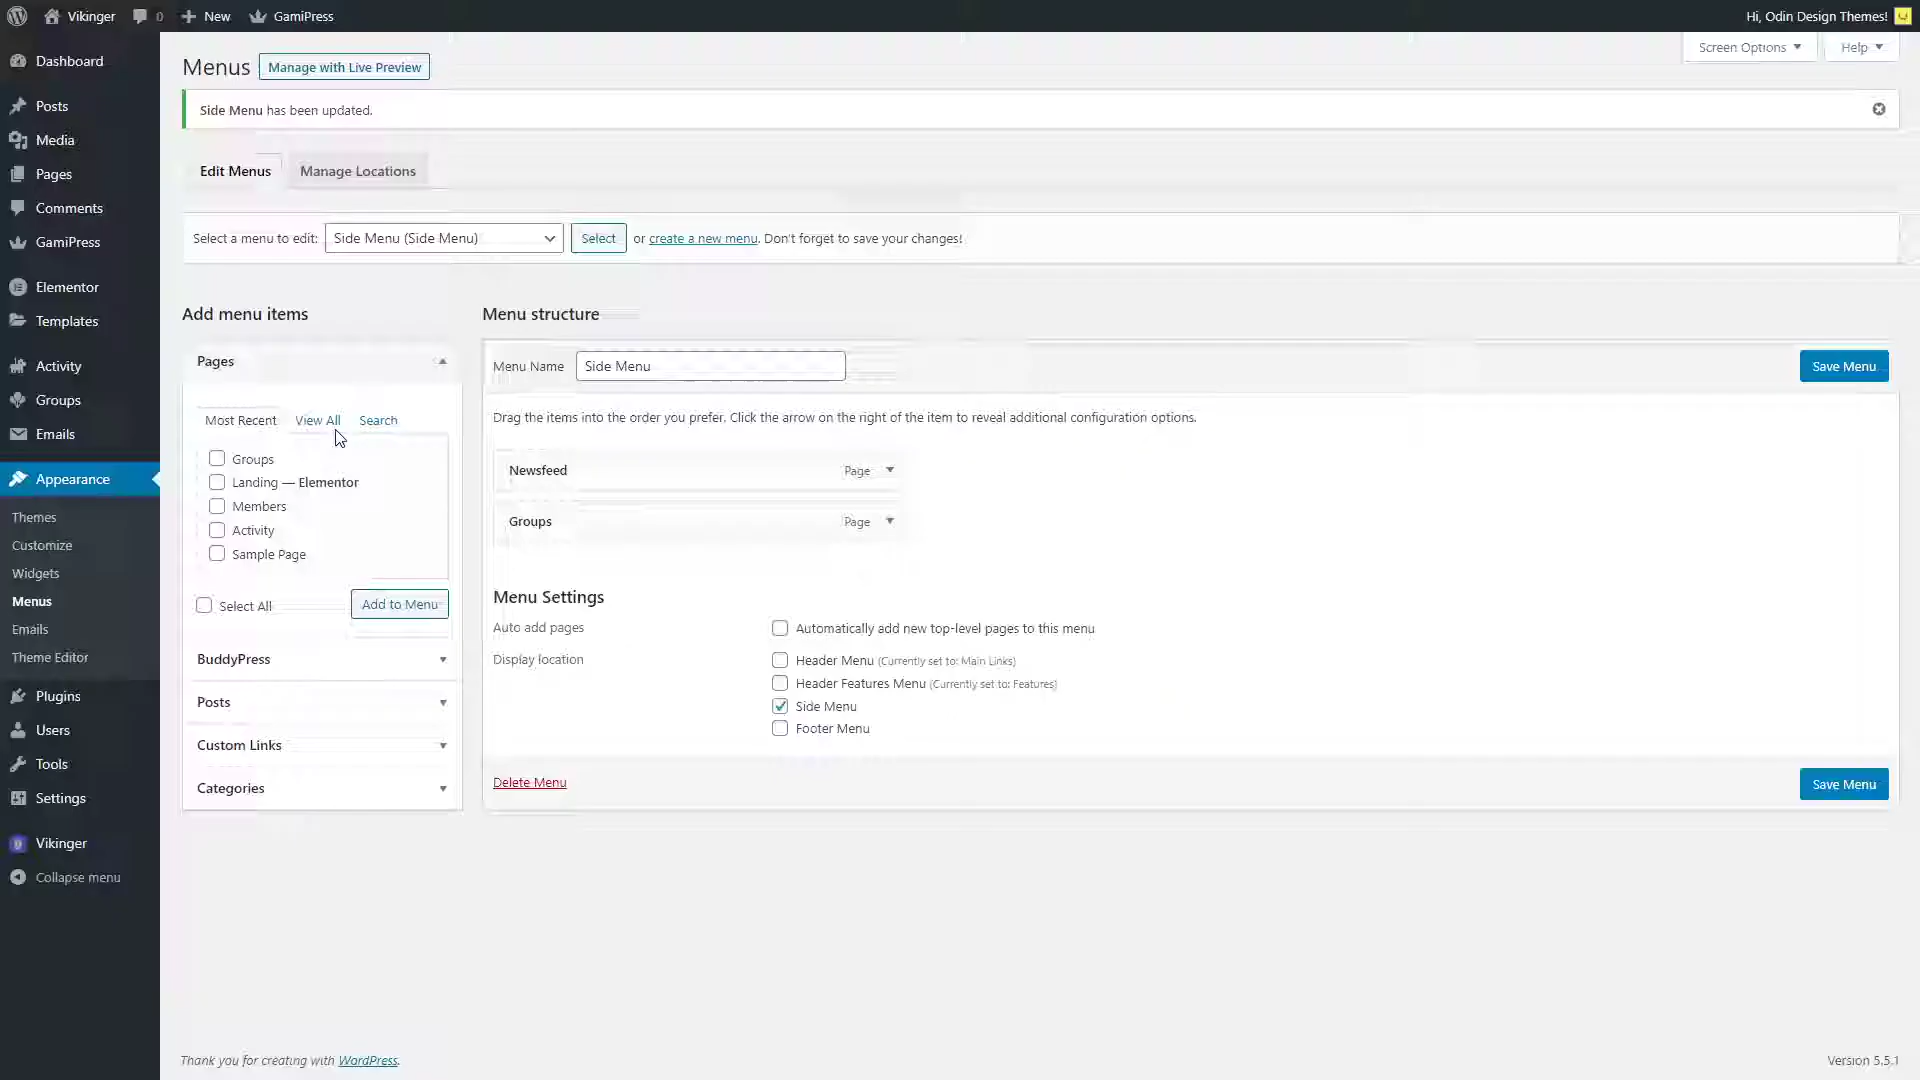 Vikinger 0 New GamiPress Hi, Odin Design Themes!
Dashboard
Posts
Media
Pages
Comments
GamiPress
Elementor
Templates
Activity
Groups
Emails
Appearance
Themes
Customize
Widgets
Menus
Emails
Theme Editor
Plugins
Users
Tools
Settings
Vikinger
Collapse menu
Screen Options Help
Menus Manage with Live Preview
Side Menu has been updated.
Edit Menus Manage Locations
Select a menu to edit: Side Menu (Side Menu) Select or create a new menu. Don't forget to save your changes!
Add menu items
Pages
Most Recent View All Search
Groups
Landing — Elementor
Members
Activity
Sample Page
Select All Add to Menu
BuddyPress
Posts
Custom Links
Categories
Menu structure
Menu Name Side Menu Save Menu
Drag the items into the order you prefer. Click the arrow on the right of the item to reveal additional configuration options.
Newsfeed Page
Groups Page
Menu Settings
Auto add pages Automatically add new top-level pages to this menu
Display location Header Menu (Currently set to: Main Links)
Header Features Menu (Currently set to: Features)
Side Menu
Footer Menu
Delete Menu Save Menu
Thank you for creating with WordPress. Version 5.5.1